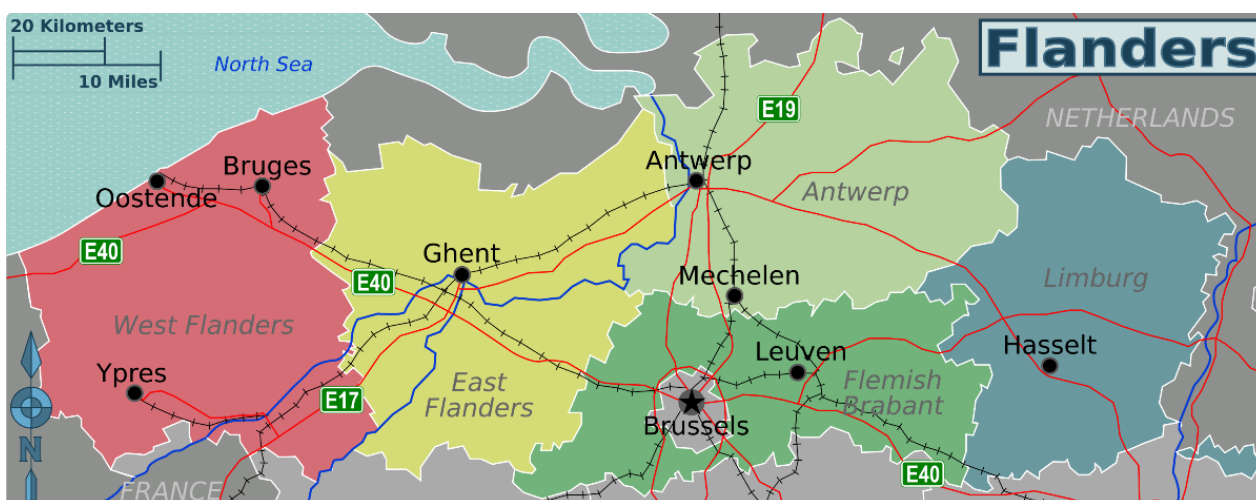 20 Kilometers
10 Miles
North Sea
Flanders
E19
NETHERLANDS
Bruges
Antwerp
Oostende
Antwerp
E40
Ghent
E40
Mechelen
Limburg
West Flanders
Ypres
Leuven
Hasselt
East
Flanders
E17
Flemish
Brabant
Brussels
E40
N
FRANCE